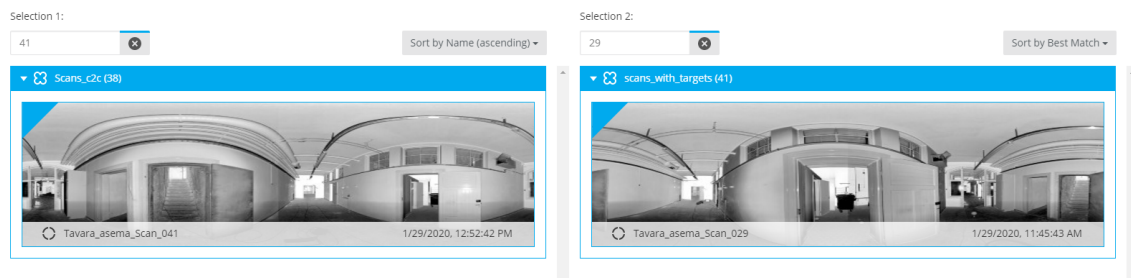 Selection 1:
41
Sort by Name (ascending)
Scans_c2c (38)
Tavara_asema_Scan_041
1/29/2020, 12:52:42 PM
Selection 2:
29
Sort by Best Match
scans_with_targets (41)
Tavara_asema_Scan_029
1/29/2020, 11:45:43 AM